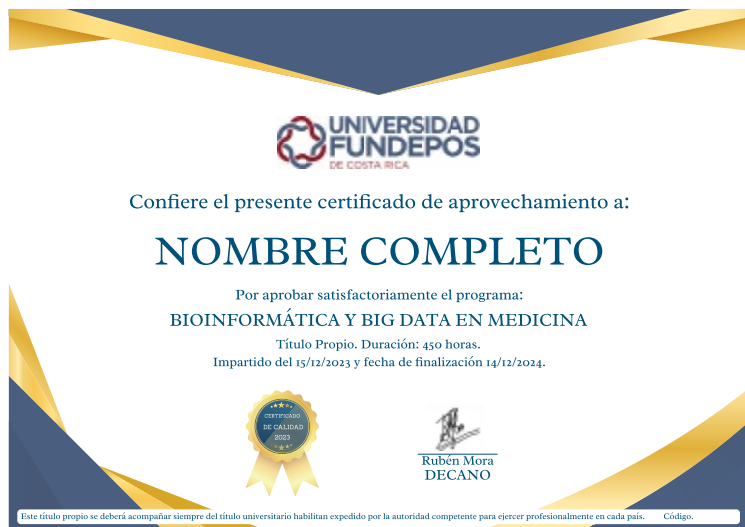 UNIVERSIDAD
FUNDEPOS
DE COSTA RICA
Confiere el presente certificado de aprovechamiento a:
NOMBRE COMPLETO
Por aprobar satisfactoriamente el programa:
BIOINFORMÁTICA Y BIG DATA EN MEDICINA
Título Propio. Duración: 450 horas.
Impartido del 15/12/2023 y fecha de finalización 14/12/2024.
CERTIFICADO
DE CALIDAD
2023
Rubén Mora
DECANO
Este título propio se deberá acompañar siempre del título universitario habilitan expedido por la autoridad competente para ejercer profesionalmente en cada país. Código.